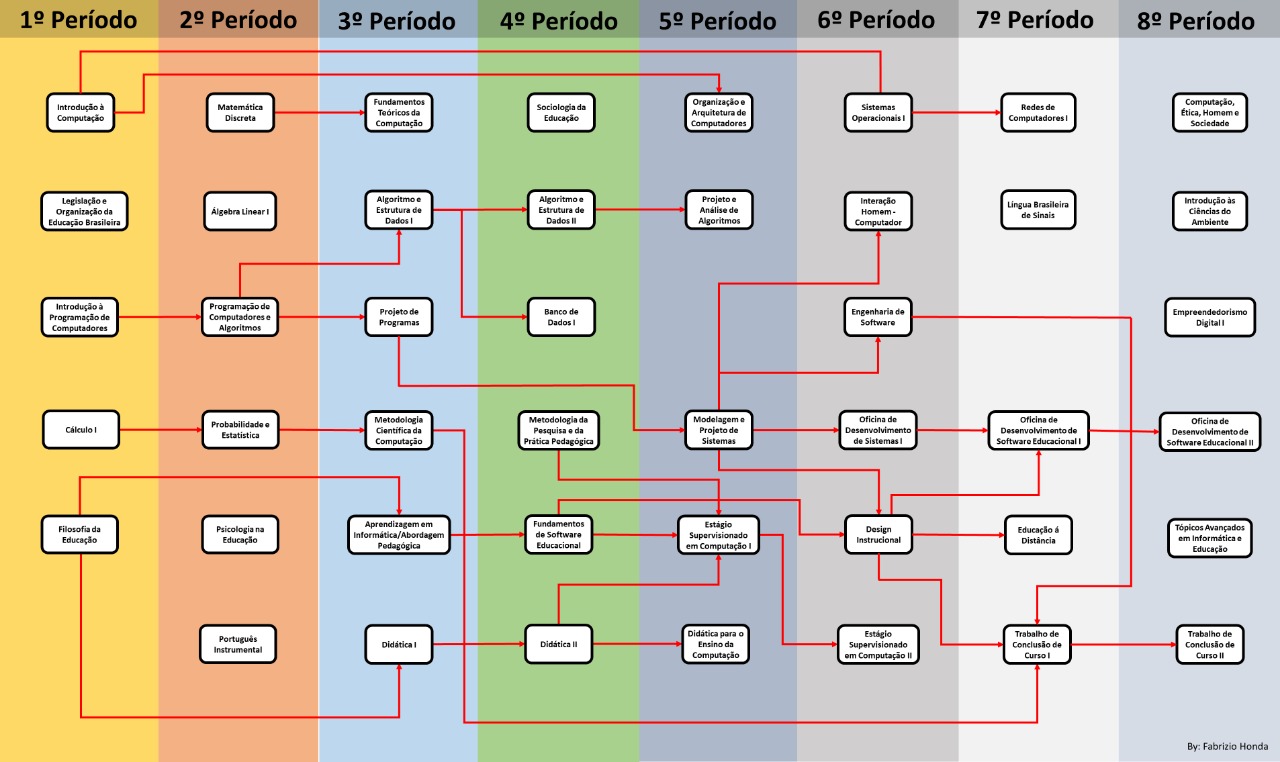 1º Período
2º Período
3º Período
4º Período
5º Período
6º Período
7º Período
8º Período
Introdução à
Computação
Matemática
Discreta
Fundamentos
Teóricos da
Computação
Sociologia da
Educação
Organização e
Arquitetura de
Computadores
Sistemas
Operacionais I
Redes de
Computadores I
Computação,
Ética, Homem e
Sociedade
Legislação e
Organização da
Educação Brasileira
Álgebra Linear I
Algoritmo e
Estrutura de
Dados I
Algoritmo e
Estrutura de
Dados II
Projeto e
Análise de
Algoritmos
Interação
Homem -
Computador
Língua Brasileira
de Sinais
Introdução às
Ciências do
Ambiente
Introdução à
Programação de
Computadores
Programação de
Computadores e
Algoritmos
Projeto de
Programas
Banco de
Dados I
Engenharia de
Software
Empreendedorismo
Digital I
Cálculo I
Probabilidade e
Estatística
Metodologia
Científica da
Computação
Metodologia da
Pesquisa e da
Prática Pedagógica
Modelagem e
Projeto de
Sistemas
Oficina de
Desenvolvimento
de Sistemas I
Oficina de
Desenvolvimento de
Software Educacional I
Oficina de
Desenvolvimento de
Software Educacional II
Filosofia da
Educação
Psicologia na
Educação
Aprendizagem em
Informática/Abordagem
Pedagógica
Fundamentos
de Software
Educacional
Estágio
Supervisionado
em Computação I
Design
Instrucional
Educação á
Distância
Tópicos Avançados
em Informática e
Educação
Português
Instrumental
Didática I
Didática II
Didática para o
Ensino da
Computação
Estágio
Supervisionado
em Computação II
Trabalho de
Conclusão de
Curso I
Trabalho de
Conclusão de
Curso II
By: Fabrizio Honda